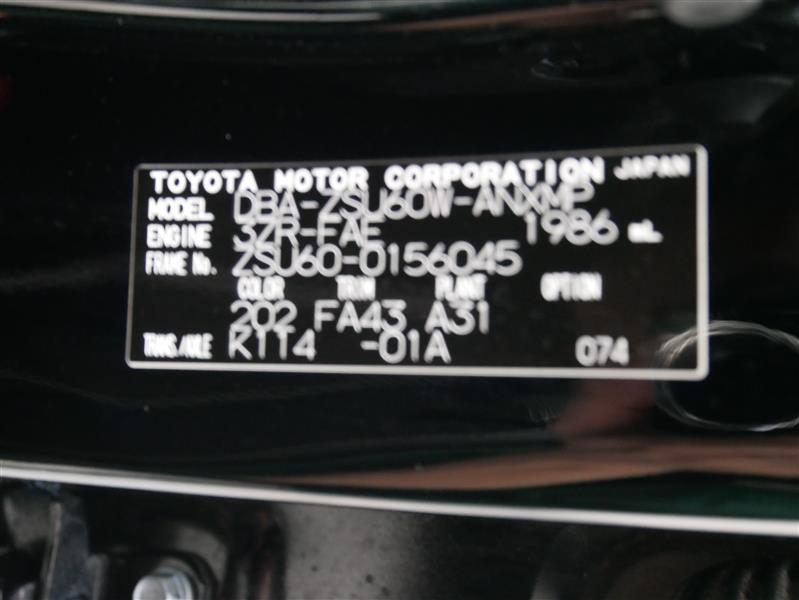 TOYOTA MOTOR CORPORATION JAPAN
MODEL DBA-ZSU60W-ANXMP
ENGINE 3ZR-FAE 1986 mL
FRAME No. ZSU60-0156045
COLOR TRIM PLANT OPTION
202 FA43 A31
TRANS/AXLE K114 -01A 074